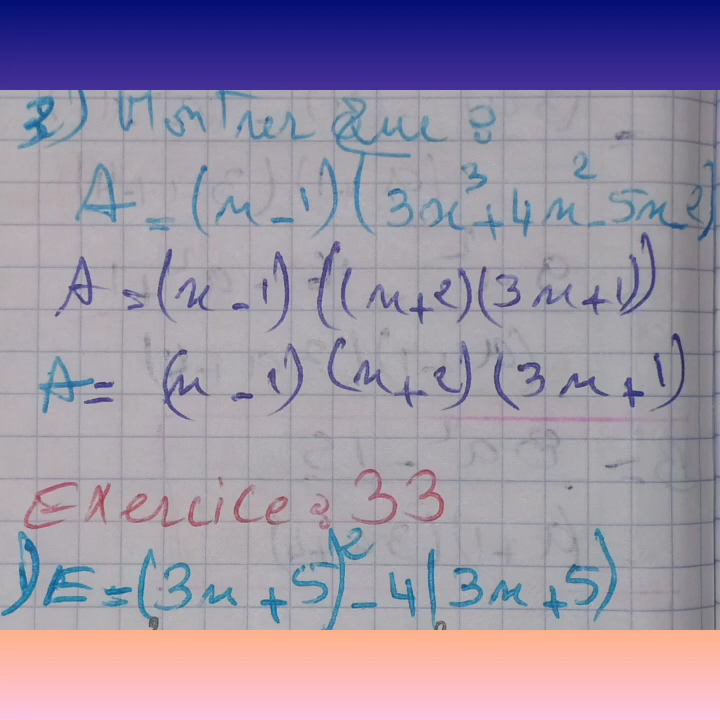 3) Montrer Que :
A = (x - 1) (3x³ + 4x² - 5x - 2)
A = (x - 1) ((x + 2)(3x + 1))
A = (x - 1) (x + 2) (3x + 1)
Exercice : 33
1) E = (3x + 5)² - 4(3x + 5)